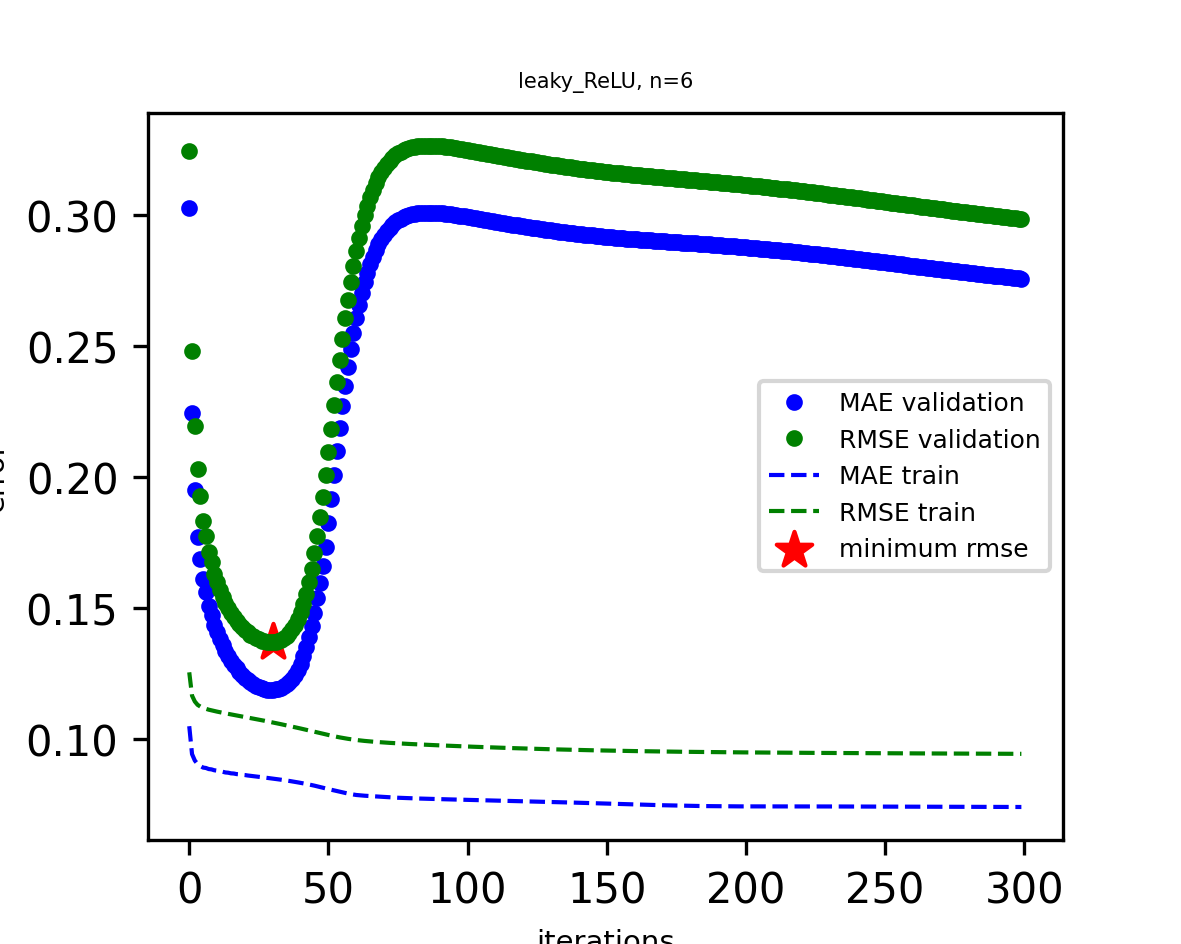 leaky_ReLU, n=6
0.30
0.25
0.20
0.15
0.10
MAE validation
RMSE validation
MAE train
RMSE train
minimum rmse
0 50 100 150 200 250 300
iterations